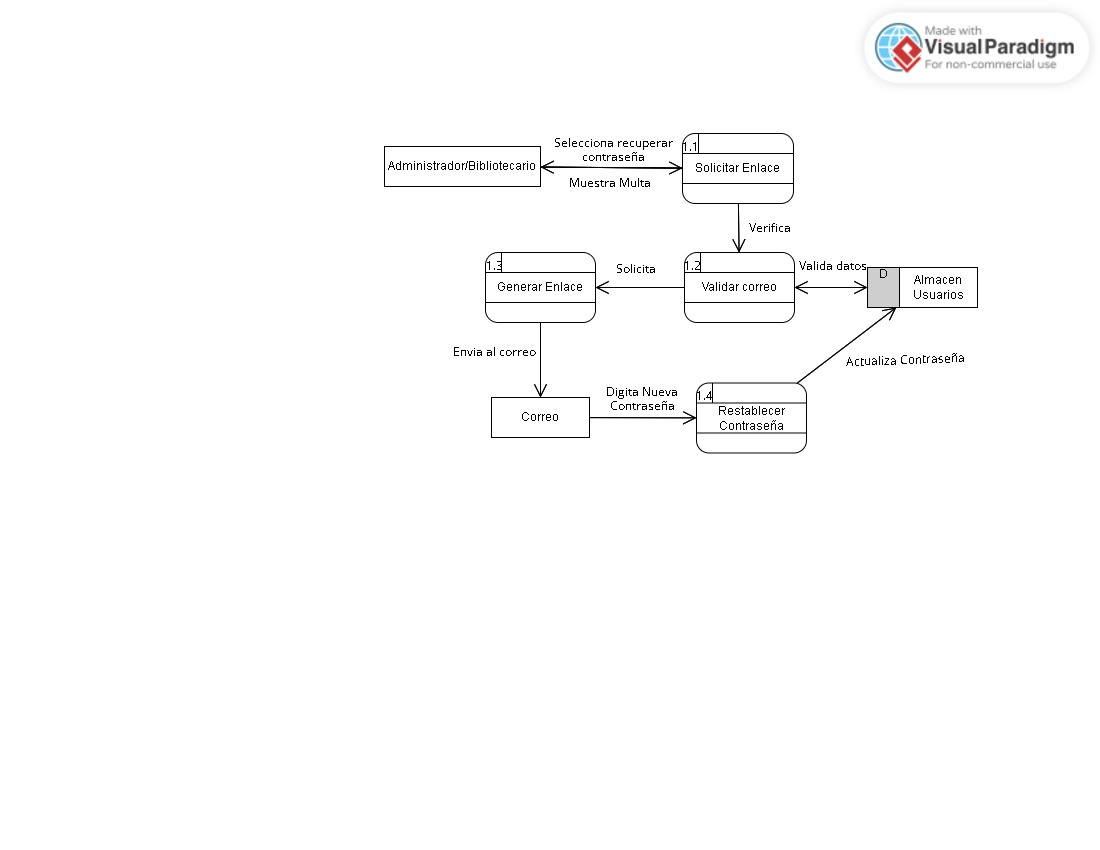 Made with
Visual Paradigm
For non-commercial use
Selecciona recuperar
contraseña
1.1
Administrador/Bibliotecario
Solicitar Enlace
Muestra Multa
Verifica
1.3
Solicita
1.2
Valida datos
D
Almacen
Usuarios
Generar Enlace
Validar correo
Envia al correo
Actualiza Contraseña
Digita Nueva
Contraseña
1.4
Correo
Restablecer
Contraseña